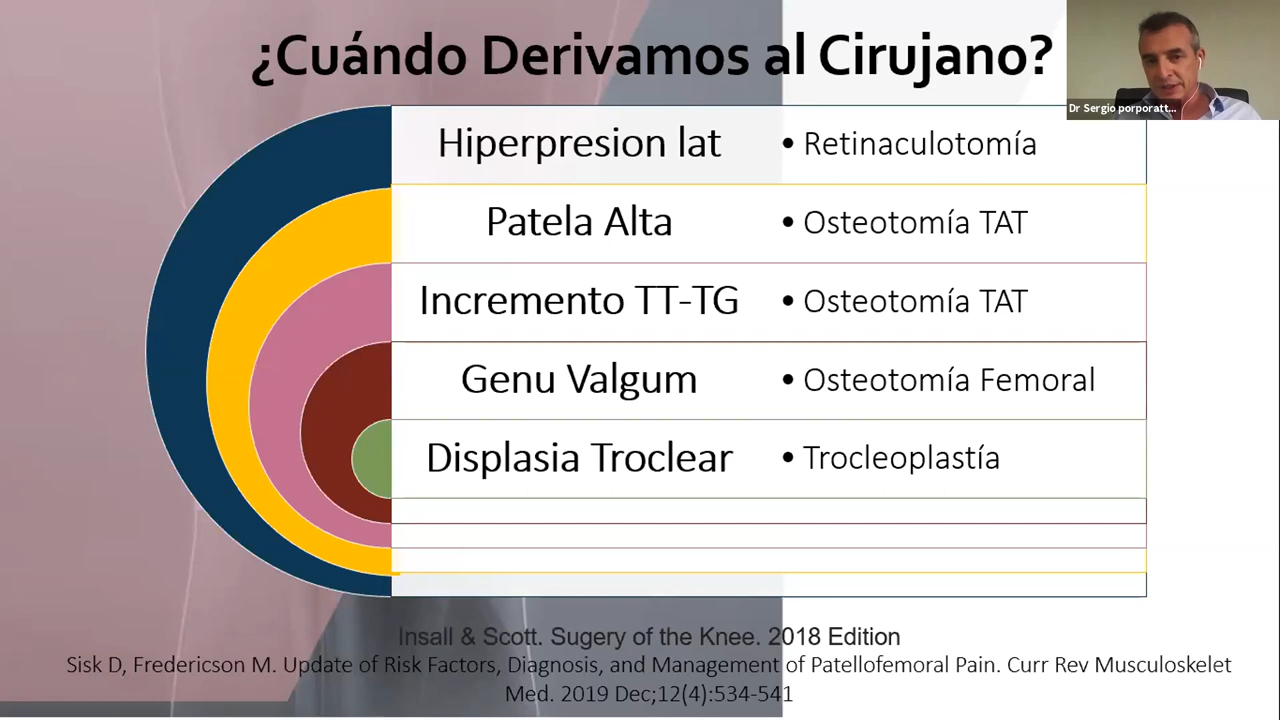 ¿Cuándo Derivamos al Cirujano?
Dr Sergio porporatt...
Hiperpresion lat
• Retinaculotomía
Patela Alta
• Osteotomía TAT
Incremento TT-TG
• Osteotomía TAT
Genu Valgum
• Osteotomía Femoral
Displasia Troclear
• Trocleoplastía
Insall & Scott. Sugery of the Knee. 2018 Edition
Sisk D, Fredericson M. Update of Risk Factors, Diagnosis, and Management of Patellofemoral Pain. Curr Rev Musculoskelet
Med. 2019 Dec;12(4):534-541